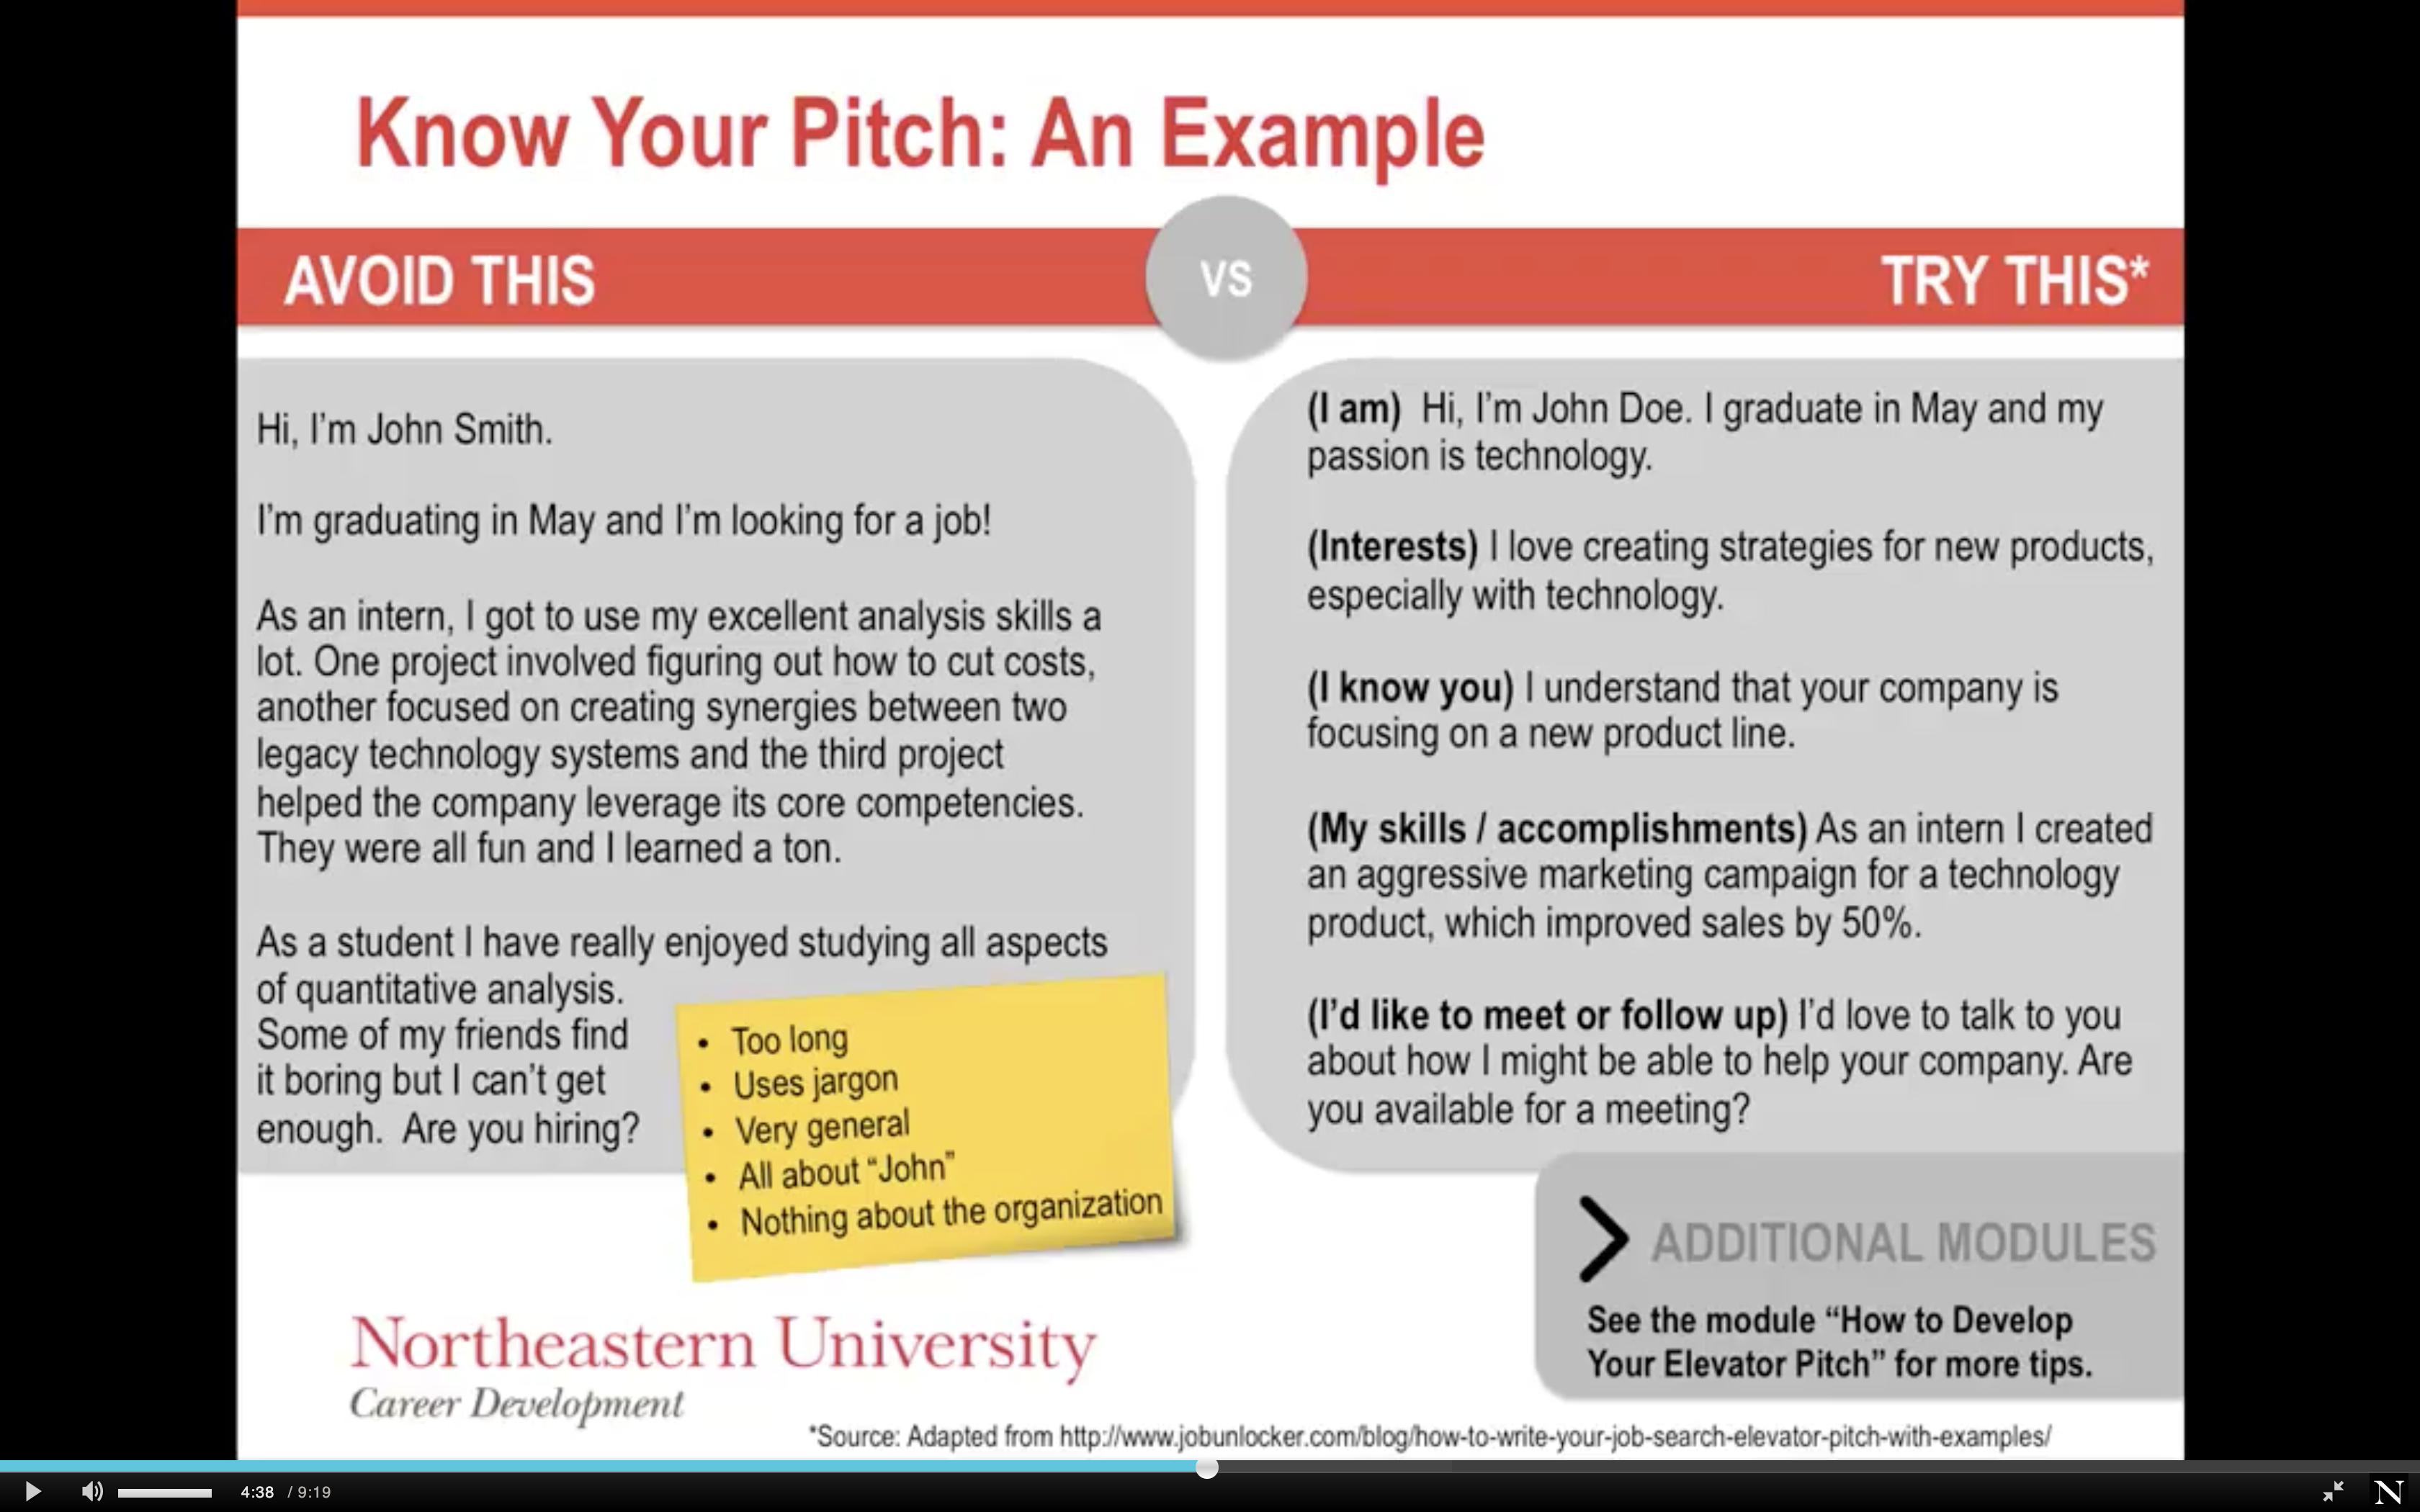 Know Your Pitch: An Example
AVOID THIS
VS
TRY THIS*
Hi, I'm John Smith.
I'm graduating in May and I'm looking for a job!
As an intern, I got to use my excellent analysis skills a
lot. One project involved figuring out how to cut costs,
another focused on creating synergies between two
legacy technology systems and the third project
helped the company leverage its core competencies.
They were all fun and I learned a ton.
As a student I have really enjoyed studying all aspects
of quantitative analysis.
Some of my friends find
it boring but I can't get
enough.  Are you hiring?
• Too long
• Uses jargon
• Very general
• All about “John”
• Nothing about the organization
(I am)  Hi, I'm John Doe. I graduate in May and my
passion is technology.
(Interests) I love creating strategies for new products,
especially with technology.
(I know you) I understand that your company is
focusing on a new product line.
(My skills / accomplishments) As an intern I created
an aggressive marketing campaign for a technology
product, which improved sales by 50%.
(I'd like to meet or follow up) I'd love to talk to you
about how I might be able to help your company. Are
you available for a meeting?
ADDITIONAL MODULES
See the module “How to Develop
Your Elevator Pitch” for more tips.
Northeastern University
Career Development
*Source: Adapted from http://www.jobunlocker.com/blog/how-to-write-your-job-search-elevator-pitch-with-examples/
4:38 / 9:19
N